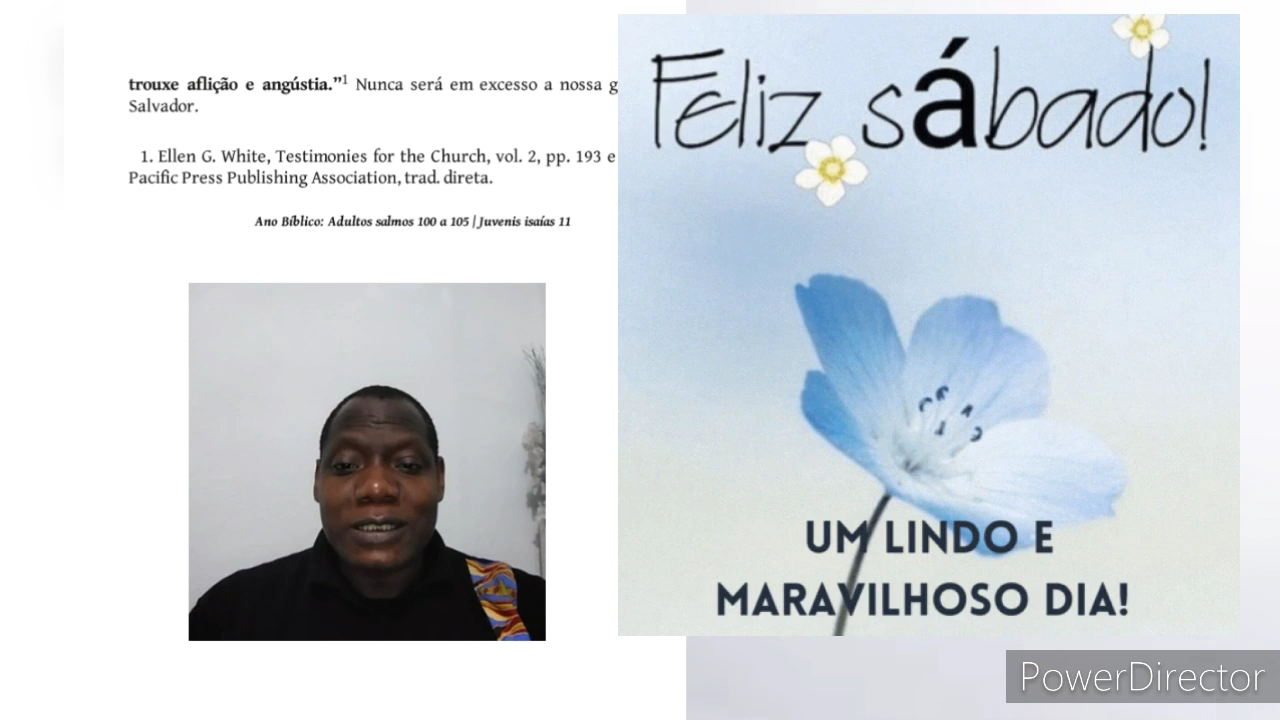 trouxe aflição e angústia.”1 Nunca será em excesso a nossa g
Salvador.
1. Ellen G. White, Testimonies for the Church, vol. 2, pp. 193 e
Pacific Press Publishing Association, trad. direta.
Ano Bíblico: Adultos salmos 100 a 105 | Juvenis isaías 11
Feliz sábado!
UM LINDO E
MARAVILHOSO DIA!
PowerDirector